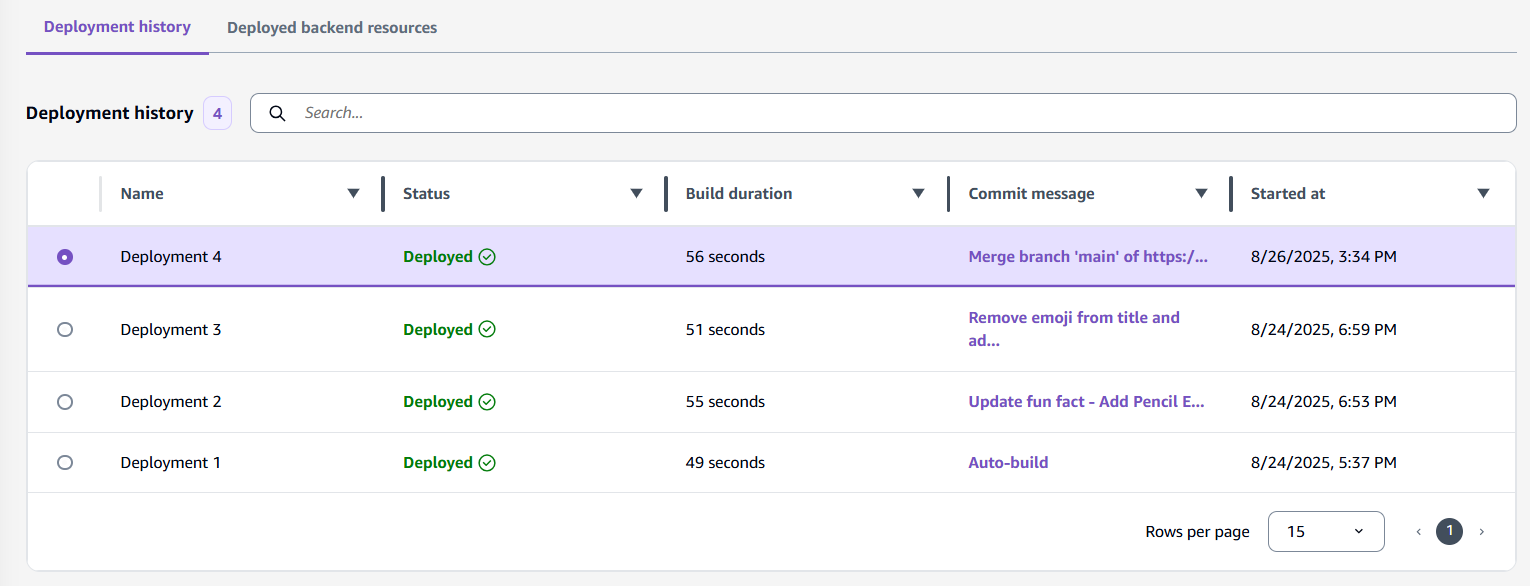 Deployment history Deployed backend resources
Deployment history 4 Search...
Name Status Build duration Commit message Started at
Deployment 4 Deployed 56 seconds Merge branch 'main' of https:/... 8/26/2025, 3:34 PM
Deployment 3 Deployed 51 seconds Remove emoji from title and
ad... 8/24/2025, 6:59 PM
Deployment 2 Deployed 55 seconds Update fun fact - Add Pencil E... 8/24/2025, 6:53 PM
Deployment 1 Deployed 49 seconds Auto-build 8/24/2025, 5:37 PM
Rows per page 15 1